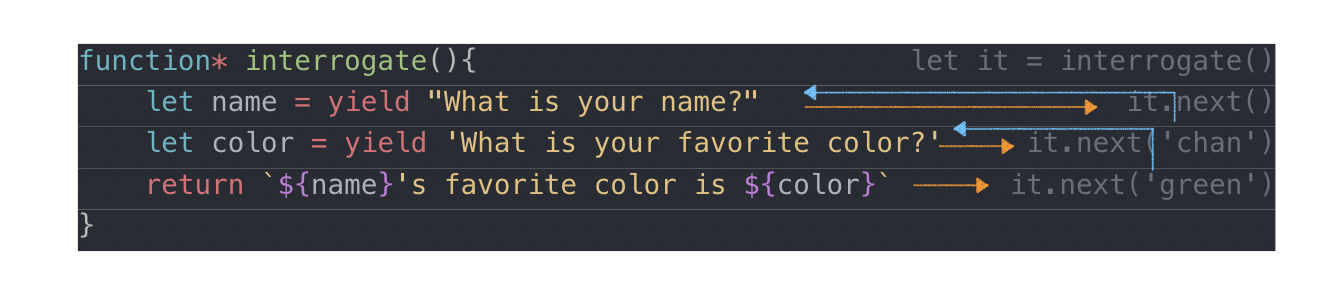 function* interrogate(){ let it = interrogate()
let name = yield "What is your name?" it.next()
let color = yield 'What is your favorite color?' it.next('chan')
return `${name}'s favorite color is ${color}` it.next('green')
}